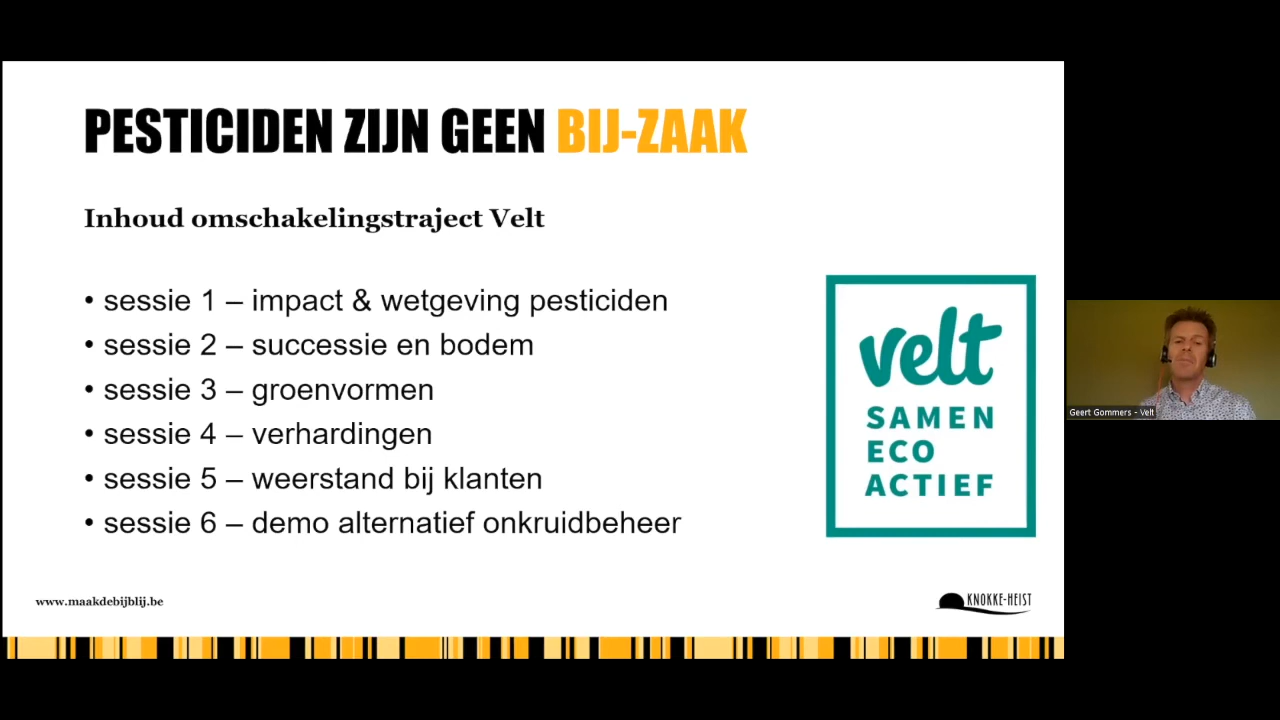 PESTICIDEN ZIJN GEEN BIJ-ZAAK
Inhoud omschakelingstraject Velt
• sessie 1 – impact & wetgeving pesticiden
• sessie 2 – successie en bodem
• sessie 3 – groenvormen
• sessie 4 – verhardingen
• sessie 5 – weerstand bij klanten
• sessie 6 – demo alternatief onkruidbeheer
velt
SAMEN
ECO
ACTIEF
Geert Gommers - Velt
www.maakdebijblij.be
KNOKKE-HEIST